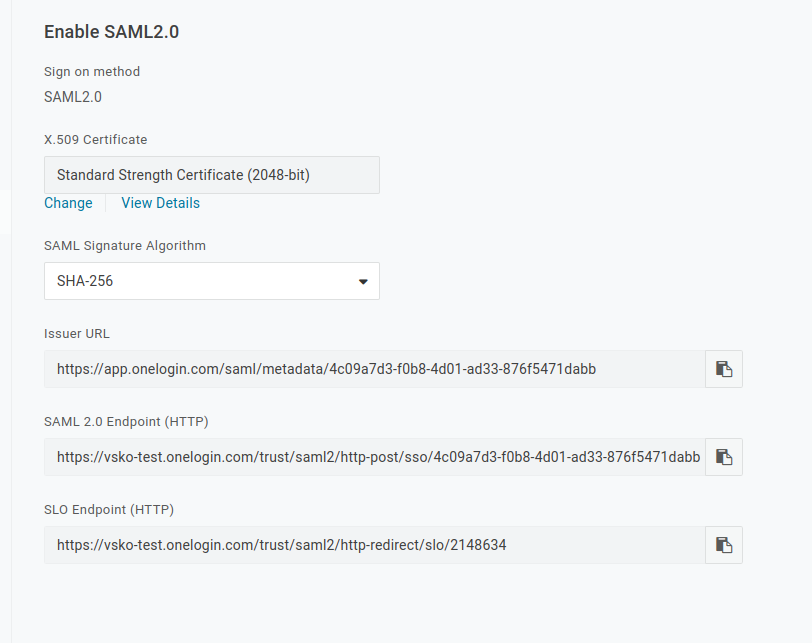 Enable SAML2.0
Sign on method
SAML2.0
X.509 Certificate
Standard Strength Certificate (2048-bit)
Change View Details
SAML Signature Algorithm
SHA-256
Issuer URL
https://app.onelogin.com/saml/metadata/4c09a7d3-f0b8-4d01-ad33-876f5471dabb
SAML 2.0 Endpoint (HTTP)
https://vsko-test.onelogin.com/trust/saml2/http-post/sso/4c09a7d3-f0b8-4d01-ad33-876f5471dabb
SLO Endpoint (HTTP)
https://vsko-test.onelogin.com/trust/saml2/http-redirect/slo/2148634